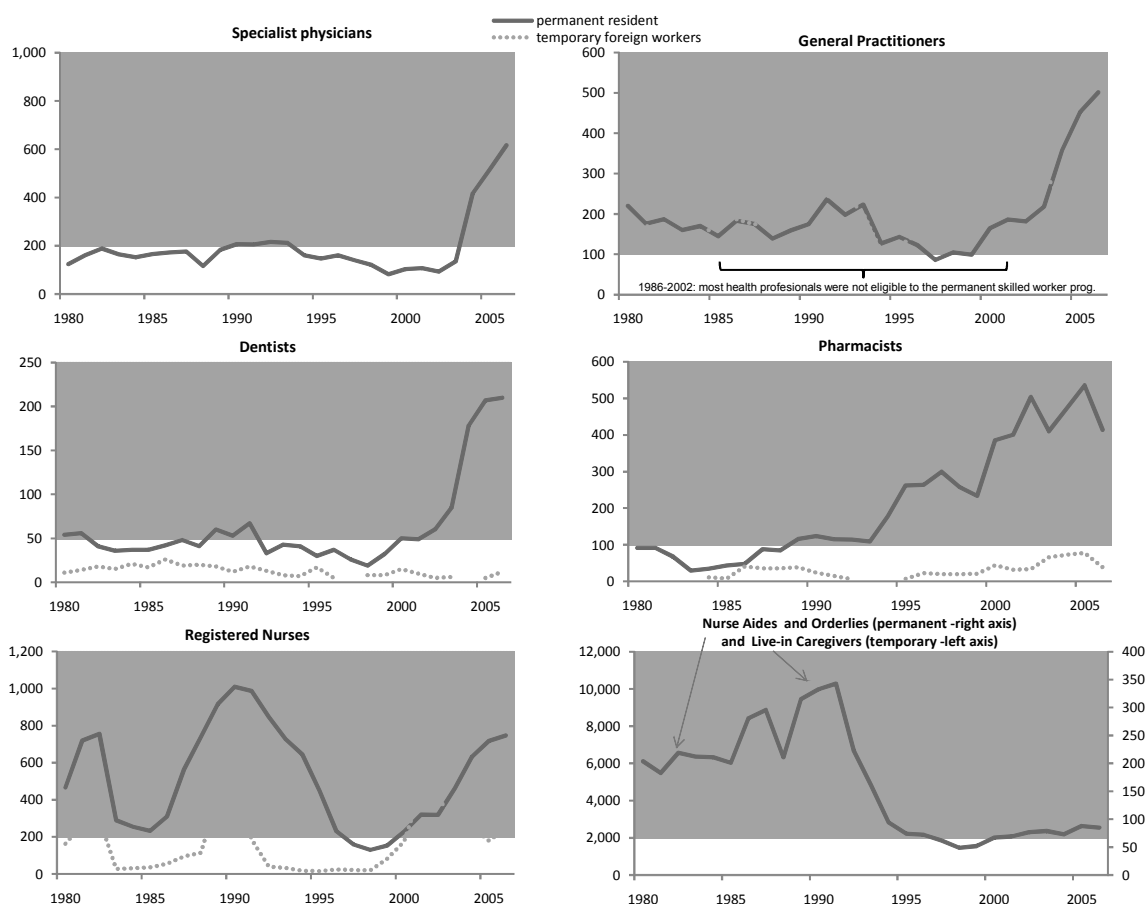 permanent resident
temporary foreign workers
Specialist physicians
1,000
800
600
400
200
0
1980 1985 1990 1995 2000 2005
General Practitioners
600
500
400
300
200
100
0
1986-2002: most health profesionals were not eligible to the permanent skilled worker prog.
1980 1985 1990 1995 2000 2005
Dentists
250
200
150
100
50
0
1980 1985 1990 1995 2000 2005
Pharmacists
600
500
400
300
200
100
0
1980 1985 1990 1995 2000 2005
Registered Nurses
1,200
1,000
800
600
400
200
0
1980 1985 1990 1995 2000 2005
Nurse Aides and Orderlies (permanent -right axis)
and Live-in Caregivers (temporary -left axis)
12,000 400
10,000 350
8,000 300
6,000 250
4,000 200
2,000 150
0 100
50
0
1980 1985 1990 1995 2000 2005